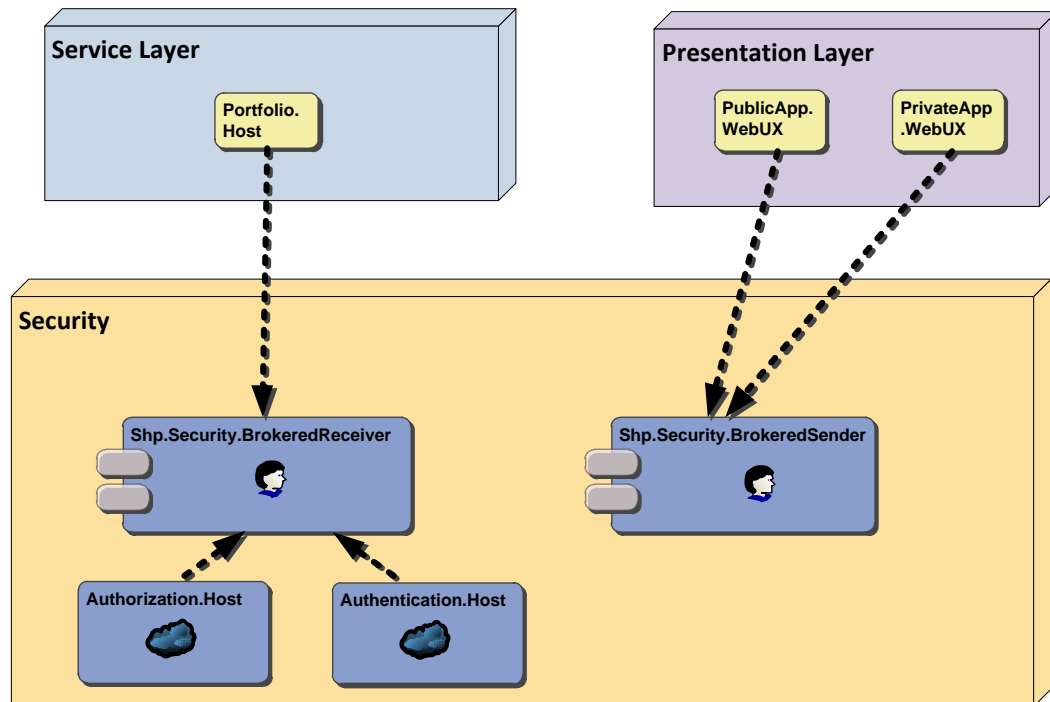 Service Layer
Portfolio.
Host
Presentation Layer
PublicApp.
WebUX
PrivateApp
.WebUX
Security
Shp.Security.BrokeredReceiver
Shp.Security.BrokeredSender
Authorization.Host
Authentication.Host